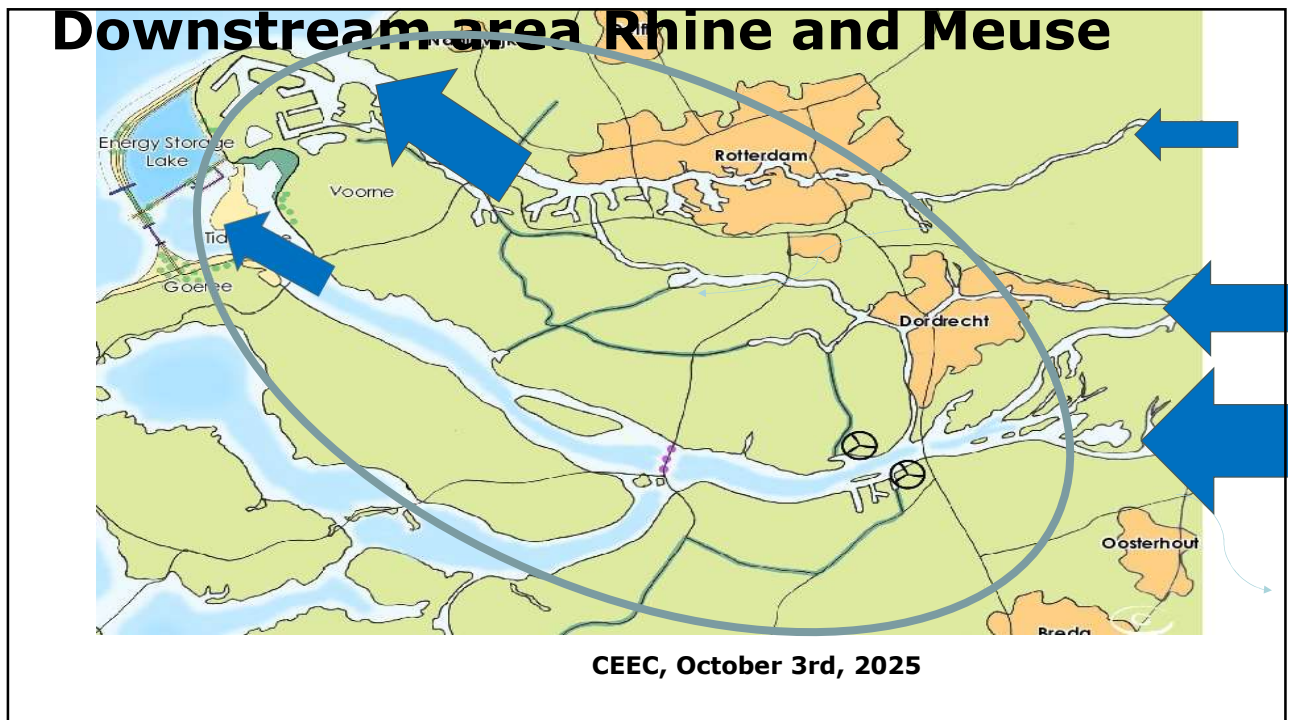 Downstream area Rhine and Meuse
Energy Storage
Lake
Rotterdam
Voorne
Goeree
Dordrecht
Oosterhout
Breda
CEEC, October 3rd, 2025